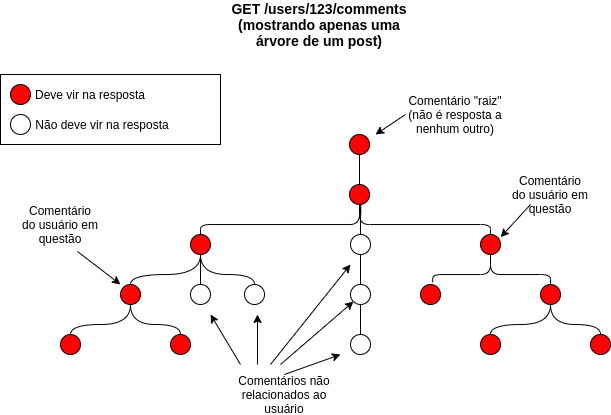 GET /users/123/comments
(mostrando apenas uma
árvore de um post)
Deve vir na resposta
Não deve vir na resposta
Comentário "raiz"
(não é resposta a
nenhum outro)
Comentário
do usuário em
questão
Comentário
do usuário em
questão
Comentários não
relacionados ao
usuário